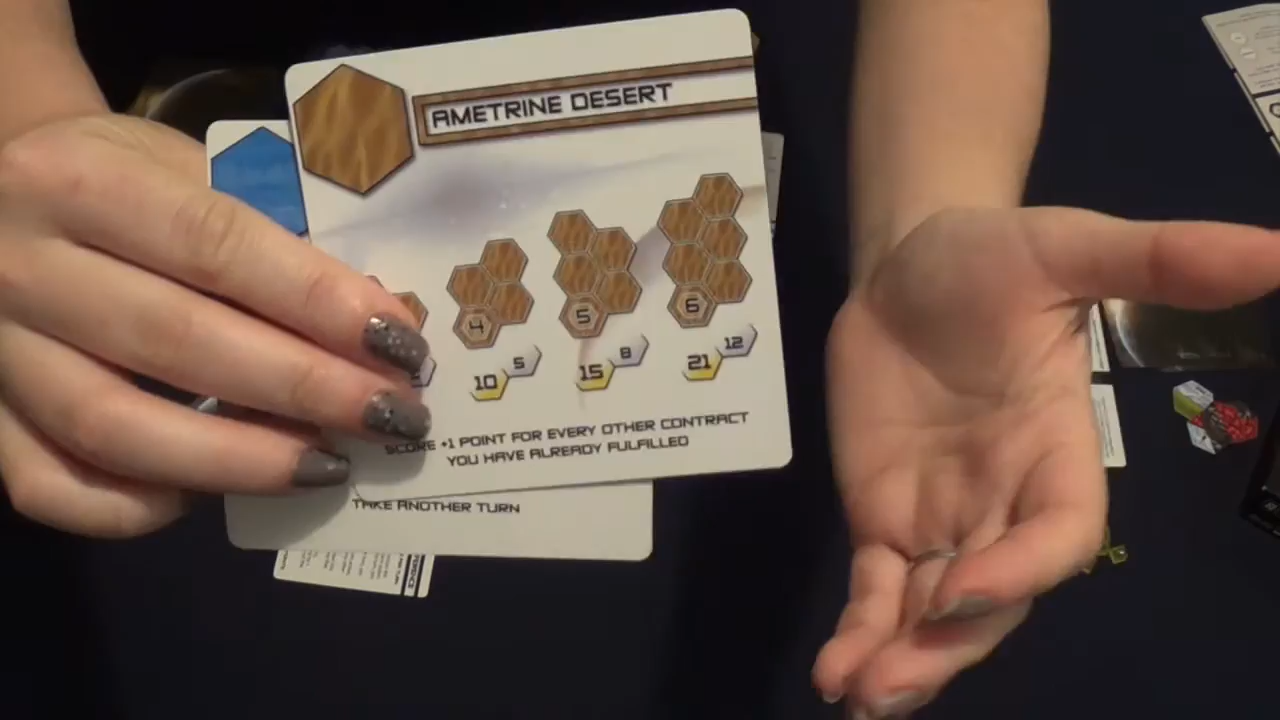 AMETRINE DESERT
4
5
6
10 5
15 8
21 12
SCORE +1 POINT FOR EVERY OTHER CONTRACT
YOU HAVE ALREADY FULFILLED
TAKE ANOTHER TURN